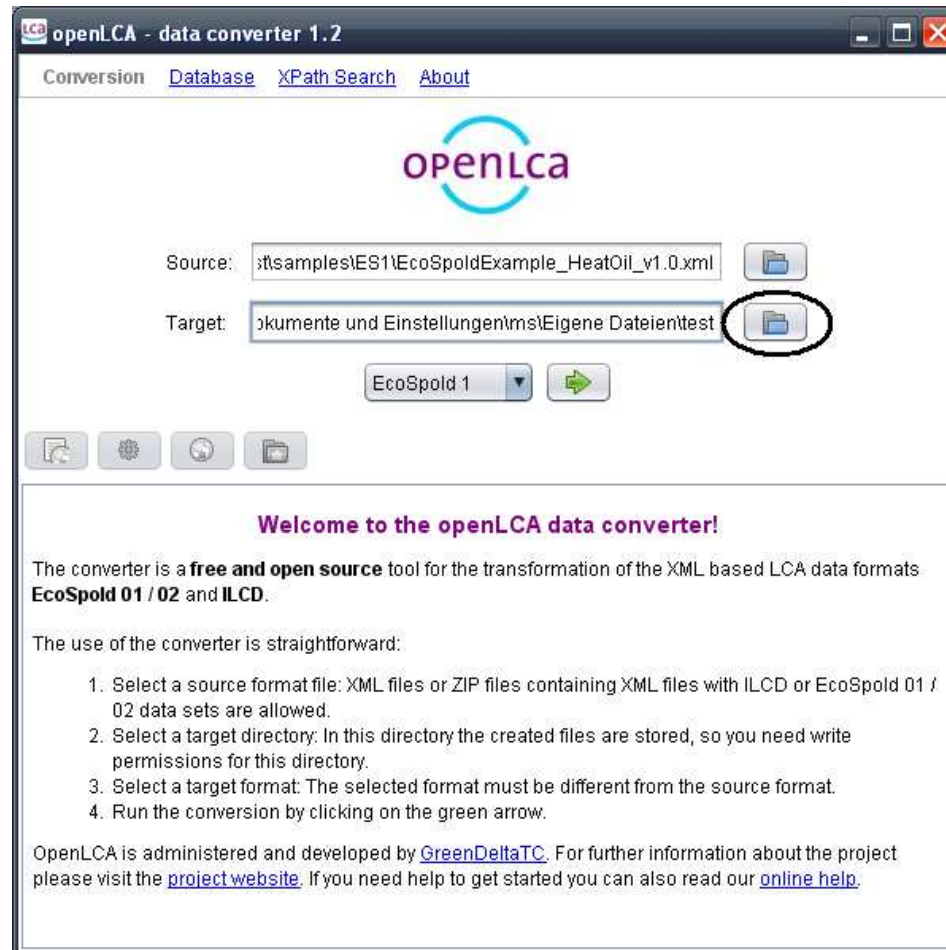 LCA openLCA - data converter 1.2
Conversion Database XPath Search About
openLCa
Source: st\samples\ES1\EcoSpoldExample_HeatOil_v1.0.xml
Target: okumente und Einstellungen\ms\Eigene Dateien\test
EcoSpold 1
Welcome to the openLCA data converter!
The converter is a free and open source tool for the transformation of the XML based LCA data formats
EcoSpold 01 / 02 and ILCD.
The use of the converter is straightforward:
1. Select a source format file: XML files or ZIP files containing XML files with ILCD or EcoSpold 01 /
02 data sets are allowed.
2. Select a target directory: In this directory the created files are stored, so you need write
permissions for this directory.
3. Select a target format: The selected format must be different from the source format.
4. Run the conversion by clicking on the green arrow.
OpenLCA is administered and developed by GreenDeltaTC. For further information about the project
please visit the project website. If you need help to get started you can also read our online help.